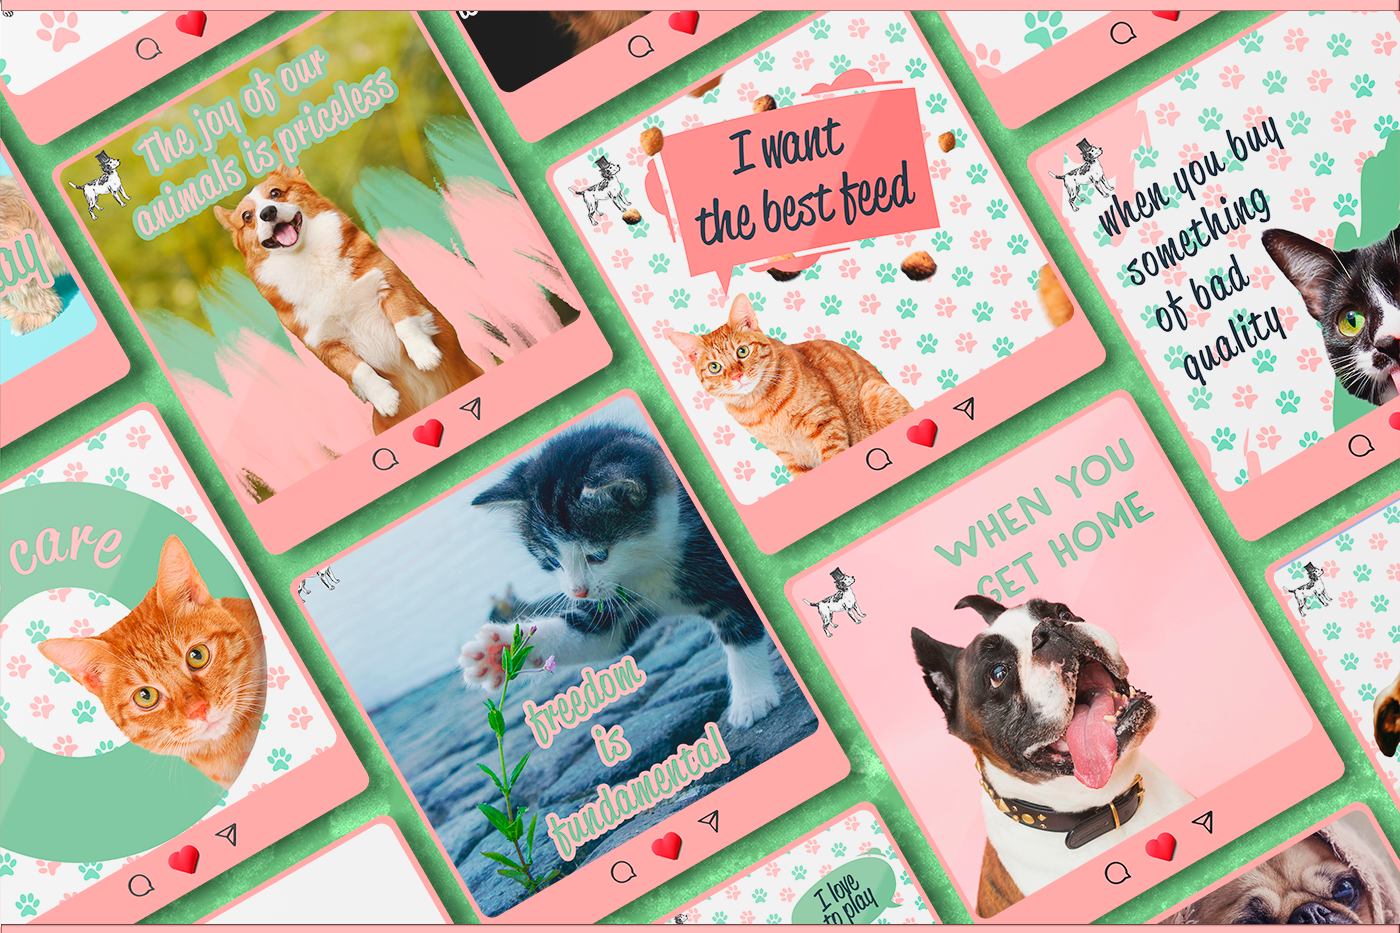 The joy of our
animals is priceless
I want
the best feed
when you buy
something
of bad
quality
care
freedom
is
fundamental
WHEN YOU
GET HOME
I love
to play